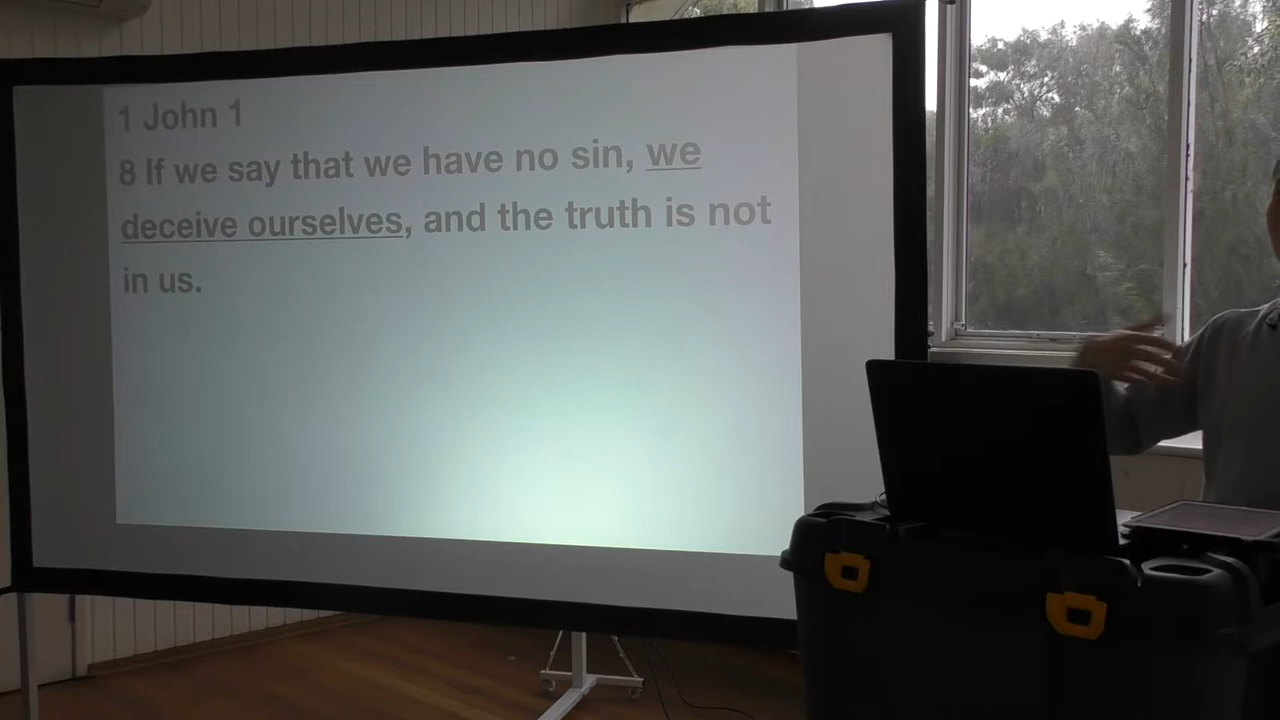 1 John 1
8 If we say that we have no sin, we
deceive ourselves, and the truth is not
in us.